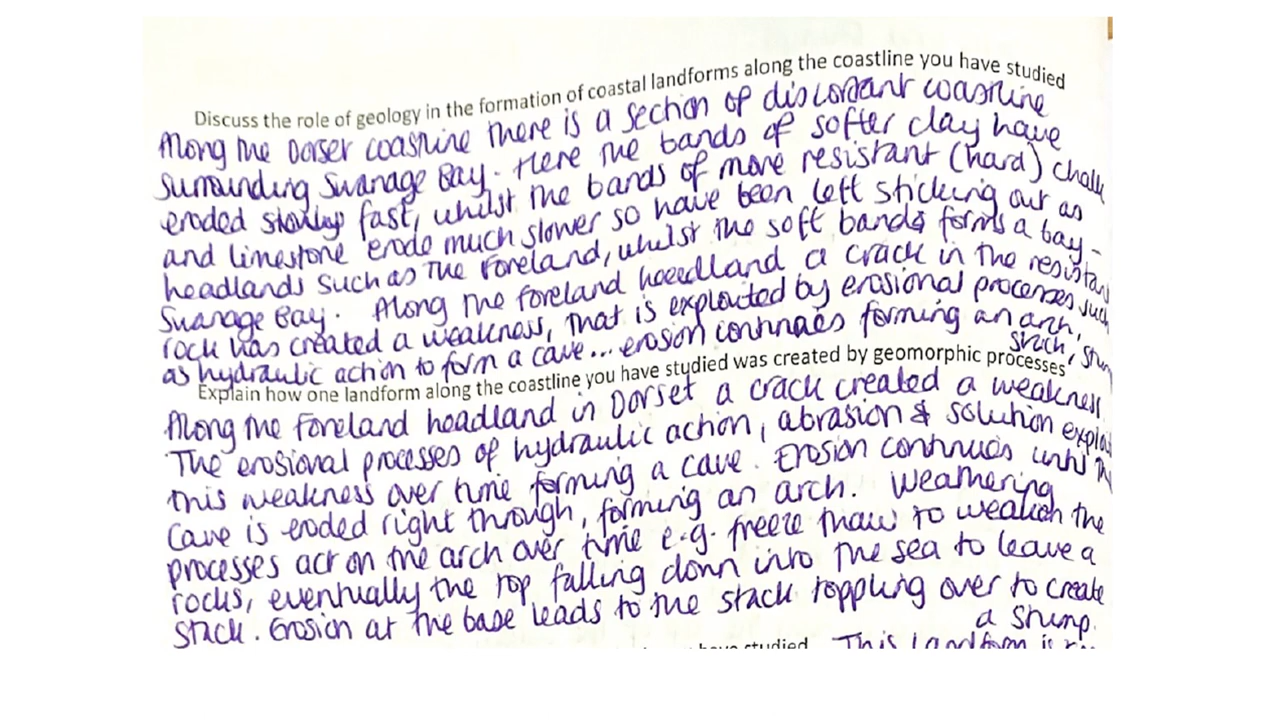 Discuss the role of geology in the formation of coastal landforms along the coastline you have studied
Along the Dorset coastline there is a section of discordant coastline
surrounding Swanage Bay. Here the bands of softer clay have
eroded slowly fast, whilst the bands of more resistant (hard) chalk
and limestone erode much slower so have been left sticking out as
headlands such as The Foreland, whilst the soft bands forms a bay -
Swanage Bay. Along the foreland headland a crack in the resistant
rock has created a weakness, that is exploited by erosional processes such
as hydraulic action to form a cave... erosion continues forming an arch,
stack, stump
Explain how one landform along the coastline you have studied was created by geomorphic processes
Along the Foreland headland in Dorset a crack created a weakness
The erosional processes of hydraulic action, abrasion & solution exploit
this weakness over time forming a cave. Erosion continues until the
cave is eroded right through, forming an arch. Weathering
processes act on the arch over time e.g. freeze thaw to weaken the
rocks, eventually the top falling down into the sea to leave a
stack. Erosion at the base leads to the stack toppling over to create
a stump.
have studied This landform is